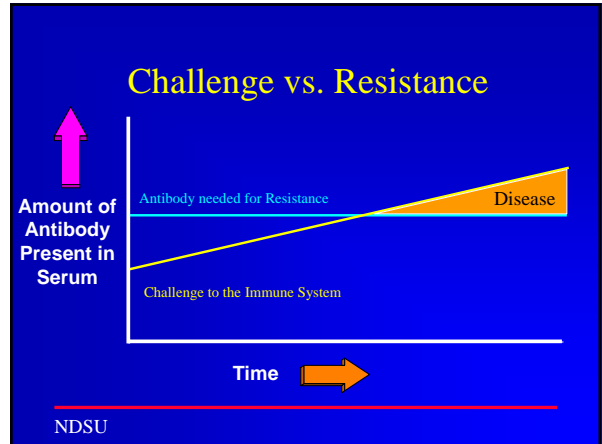 Challenge vs. Resistance
Antibody needed for Resistance
Disease
Amount of
Antibody
Present in
Serum
Challenge to the Immune System
Time
NDSU